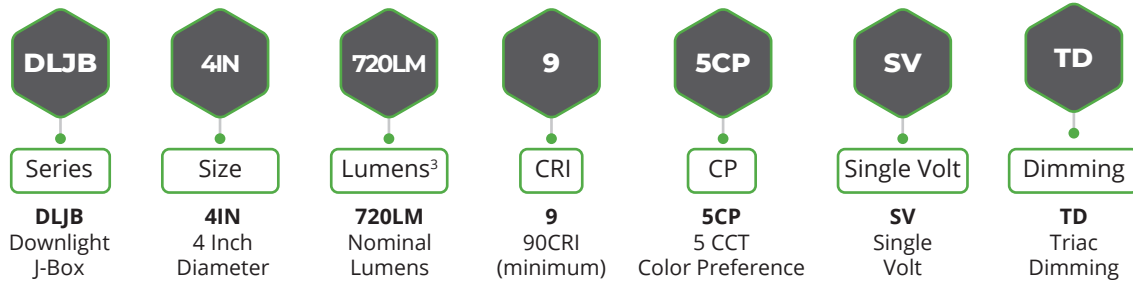 DLJB 4IN 720LM 9 5CP SV TD
Series Size Lumens³ CRI CP Single Volt Dimming
DLJB 4IN 720LM 9 5CP SV TD
Downlight 4 Inch Nominal 90CRI 5 CCT Single Triac
J-Box Diameter Lumens (minimum) Color Preference Volt Dimming